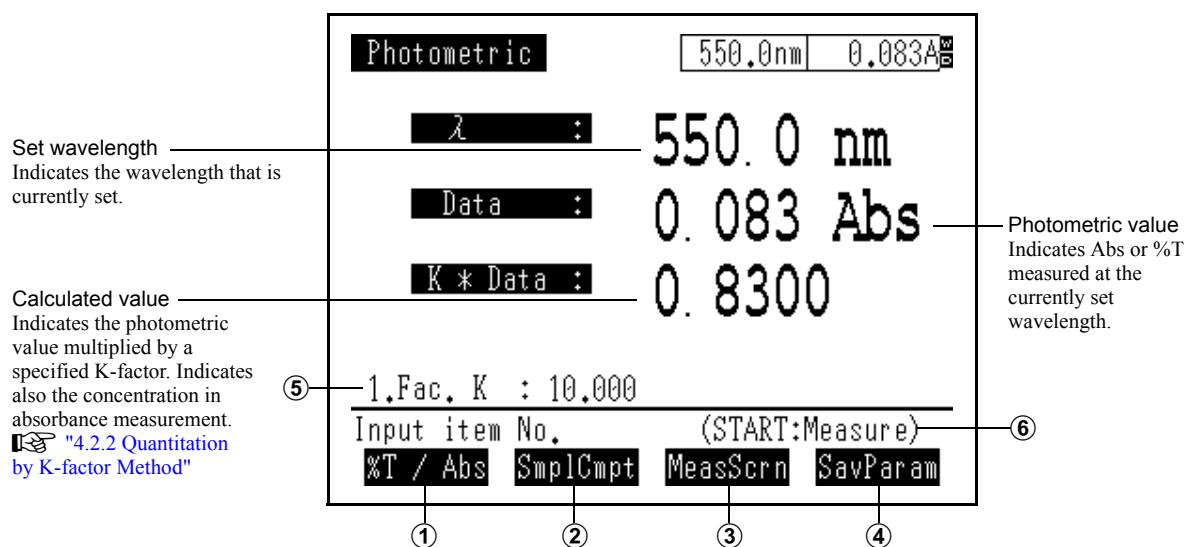 Photometric
550.0nm
0.083A
λ :
550.0 nm
Data :
0.083 Abs
K * Data :
0.8300
1.Fac. K : 10.000
Input item No.
(START:Measure)
%T / Abs
SmplCmpt
MeasScrn
SavParam
Set wavelength
Indicates the wavelength that is
currently set.
Calculated value
Indicates the photometric
value multiplied by a
specified K-factor. Indicates
also the concentration in
absorbance measurement.
"4.2.2 Quantitation
by K-factor Method"
Photometric value
Indicates Abs or %T
measured at the
currently set
wavelength.
⑤
⑥
①
②
③
④